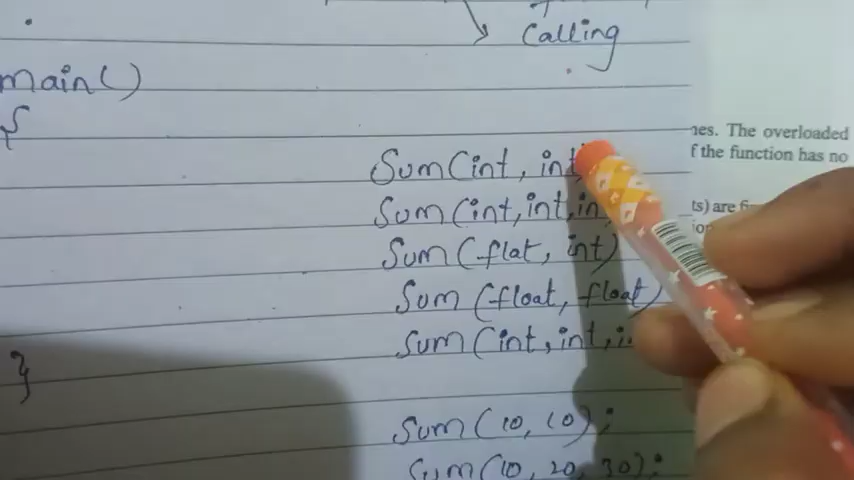 Calling
main()
{
Sum(int, int
nes. The overloaded
f the function has no
Sum(int, int, in
ts) are
Sum(flat, int)
Sum(float, float)
Sum(int, int, i
}
Sum(10, 10);
Sum(10, 20, 30);